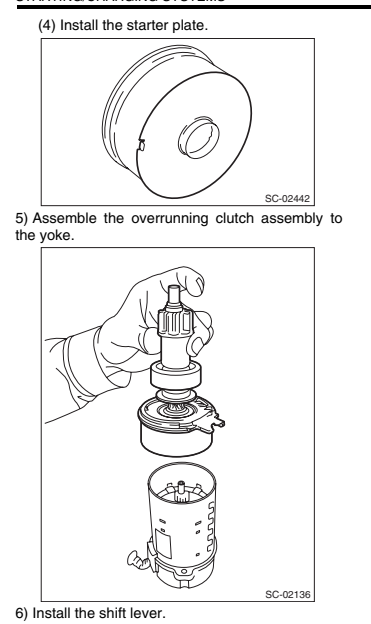 (4) Install the starter plate.
SC-02442
5) Assemble the overrunning clutch assembly to
the yoke.
SC-02136
6) Install the shift lever.